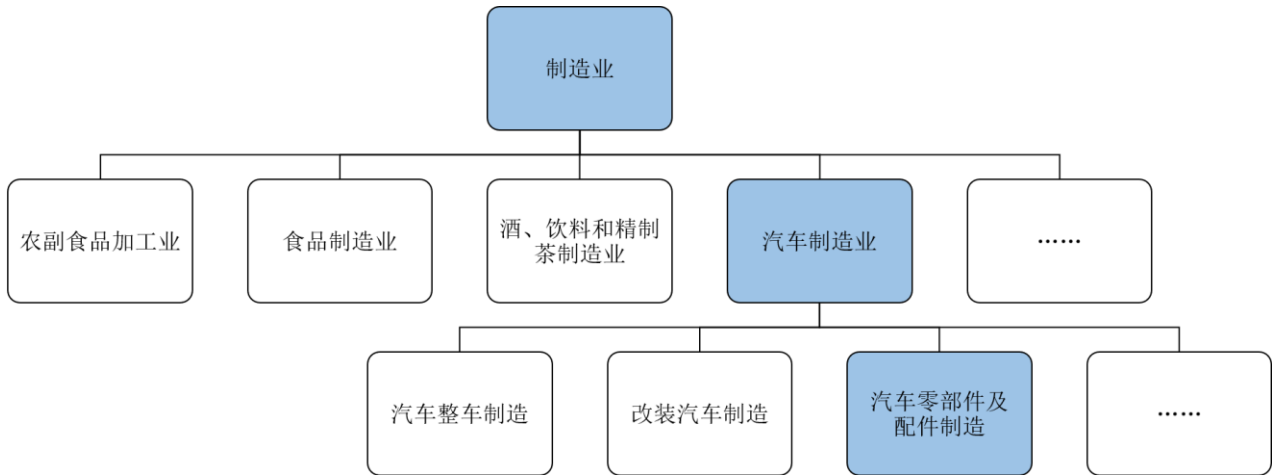 制造业
农副食品加工业
食品制造业
酒、饮料和精制
茶制造业
汽车制造业
……
汽车整车制造
改装汽车制造
汽车零部件及
配件制造
……